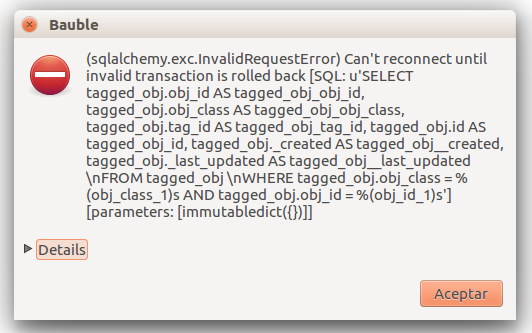 Bauble
(sqlalchemy.exc.InvalidRequestError) Can't reconnect until
invalid transaction is rolled back [SQL: u'SELECT
tagged_obj.obj_id AS tagged_obj_obj_id,
tagged_obj.obj_class AS tagged_obj_obj_class,
tagged_obj.tag_id AS tagged_obj_tag_id, tagged_obj.id AS
tagged_obj_id, tagged_obj._created AS tagged_obj__created,
tagged_obj._last_updated AS tagged_obj__last_updated
\nFROM tagged_obj \nWHERE tagged_obj.obj_class = %
(obj_class_1)s AND tagged_obj.obj_id = %(obj_id_1)s']
[parameters: [immutabledict({})]]
Details
Aceptar